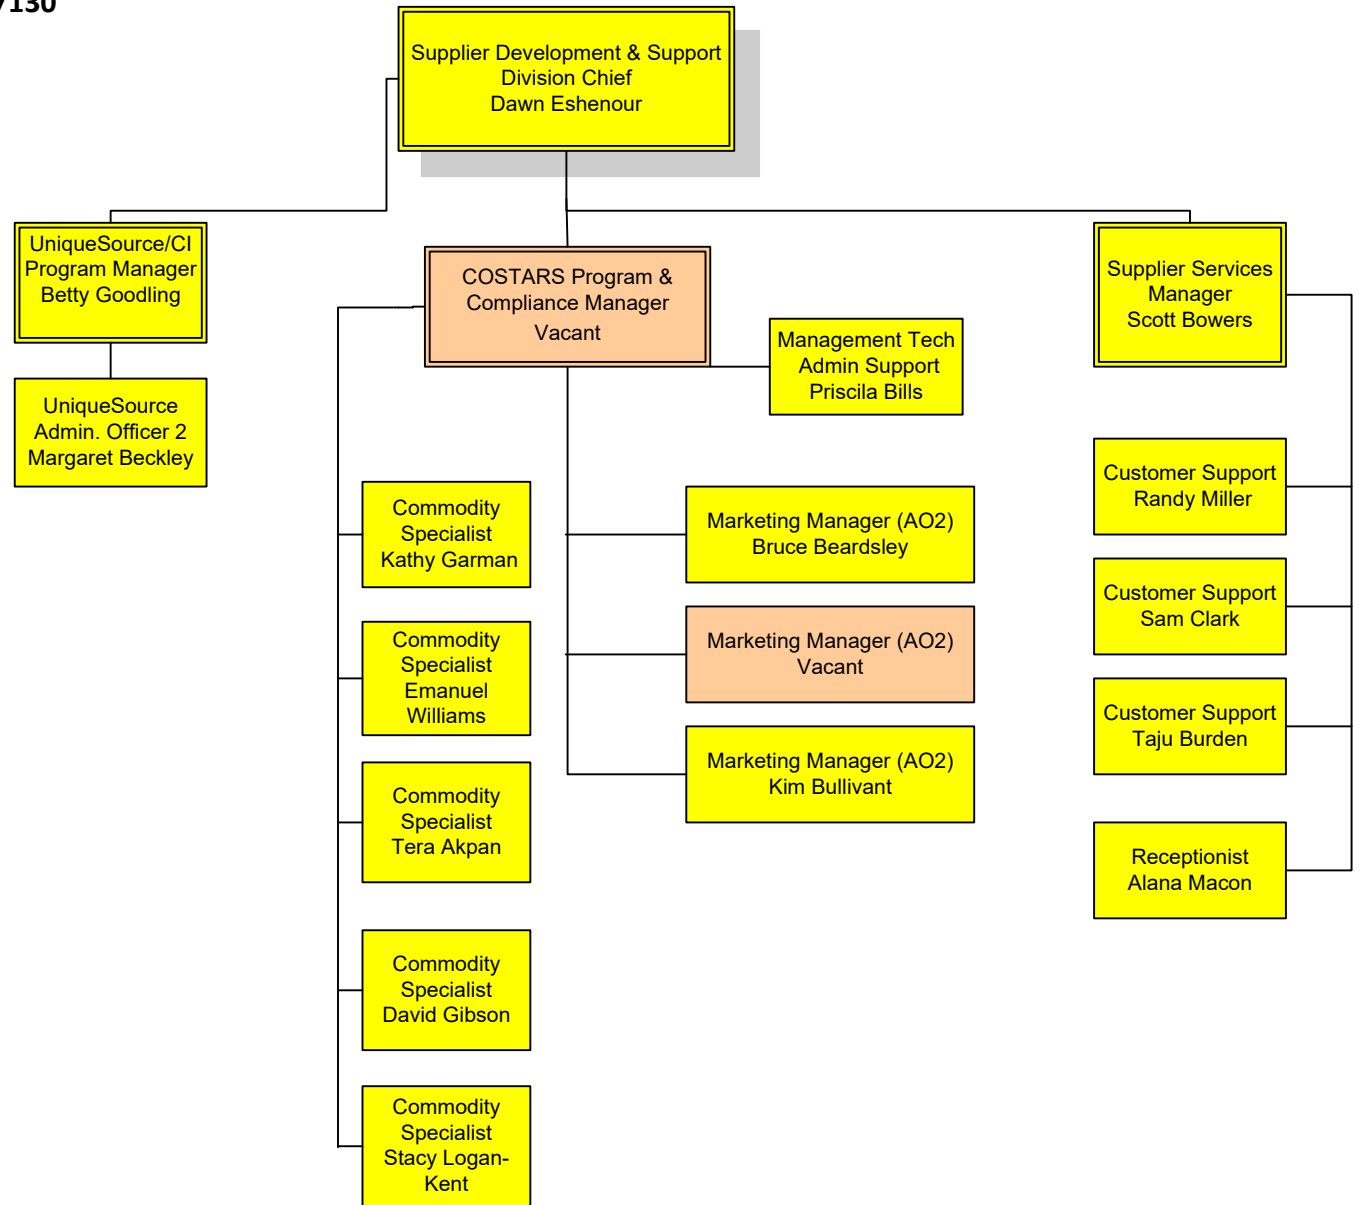 7130
Supplier Development & Support
Division Chief
Dawn Eshenour
UniqueSource/CI
Program Manager
Betty Goodling
UniqueSource
Admin. Officer 2
Margaret Beckley
COSTARS Program &
Compliance Manager
Vacant
Management Tech
Admin Support
Priscila Bills
Commodity
Specialist
Kathy Garman
Commodity
Specialist
Emanuel
Williams
Commodity
Specialist
Tera Akpan
Commodity
Specialist
David Gibson
Commodity
Specialist
Stacy Logan-
Kent
Marketing Manager (AO2)
Bruce Beardsley
Marketing Manager (AO2)
Vacant
Marketing Manager (AO2)
Kim Bullivant
Supplier Services
Manager
Scott Bowers
Customer Support
Randy Miller
Customer Support
Sam Clark
Customer Support
Taju Burden
Receptionist
Alana Macon